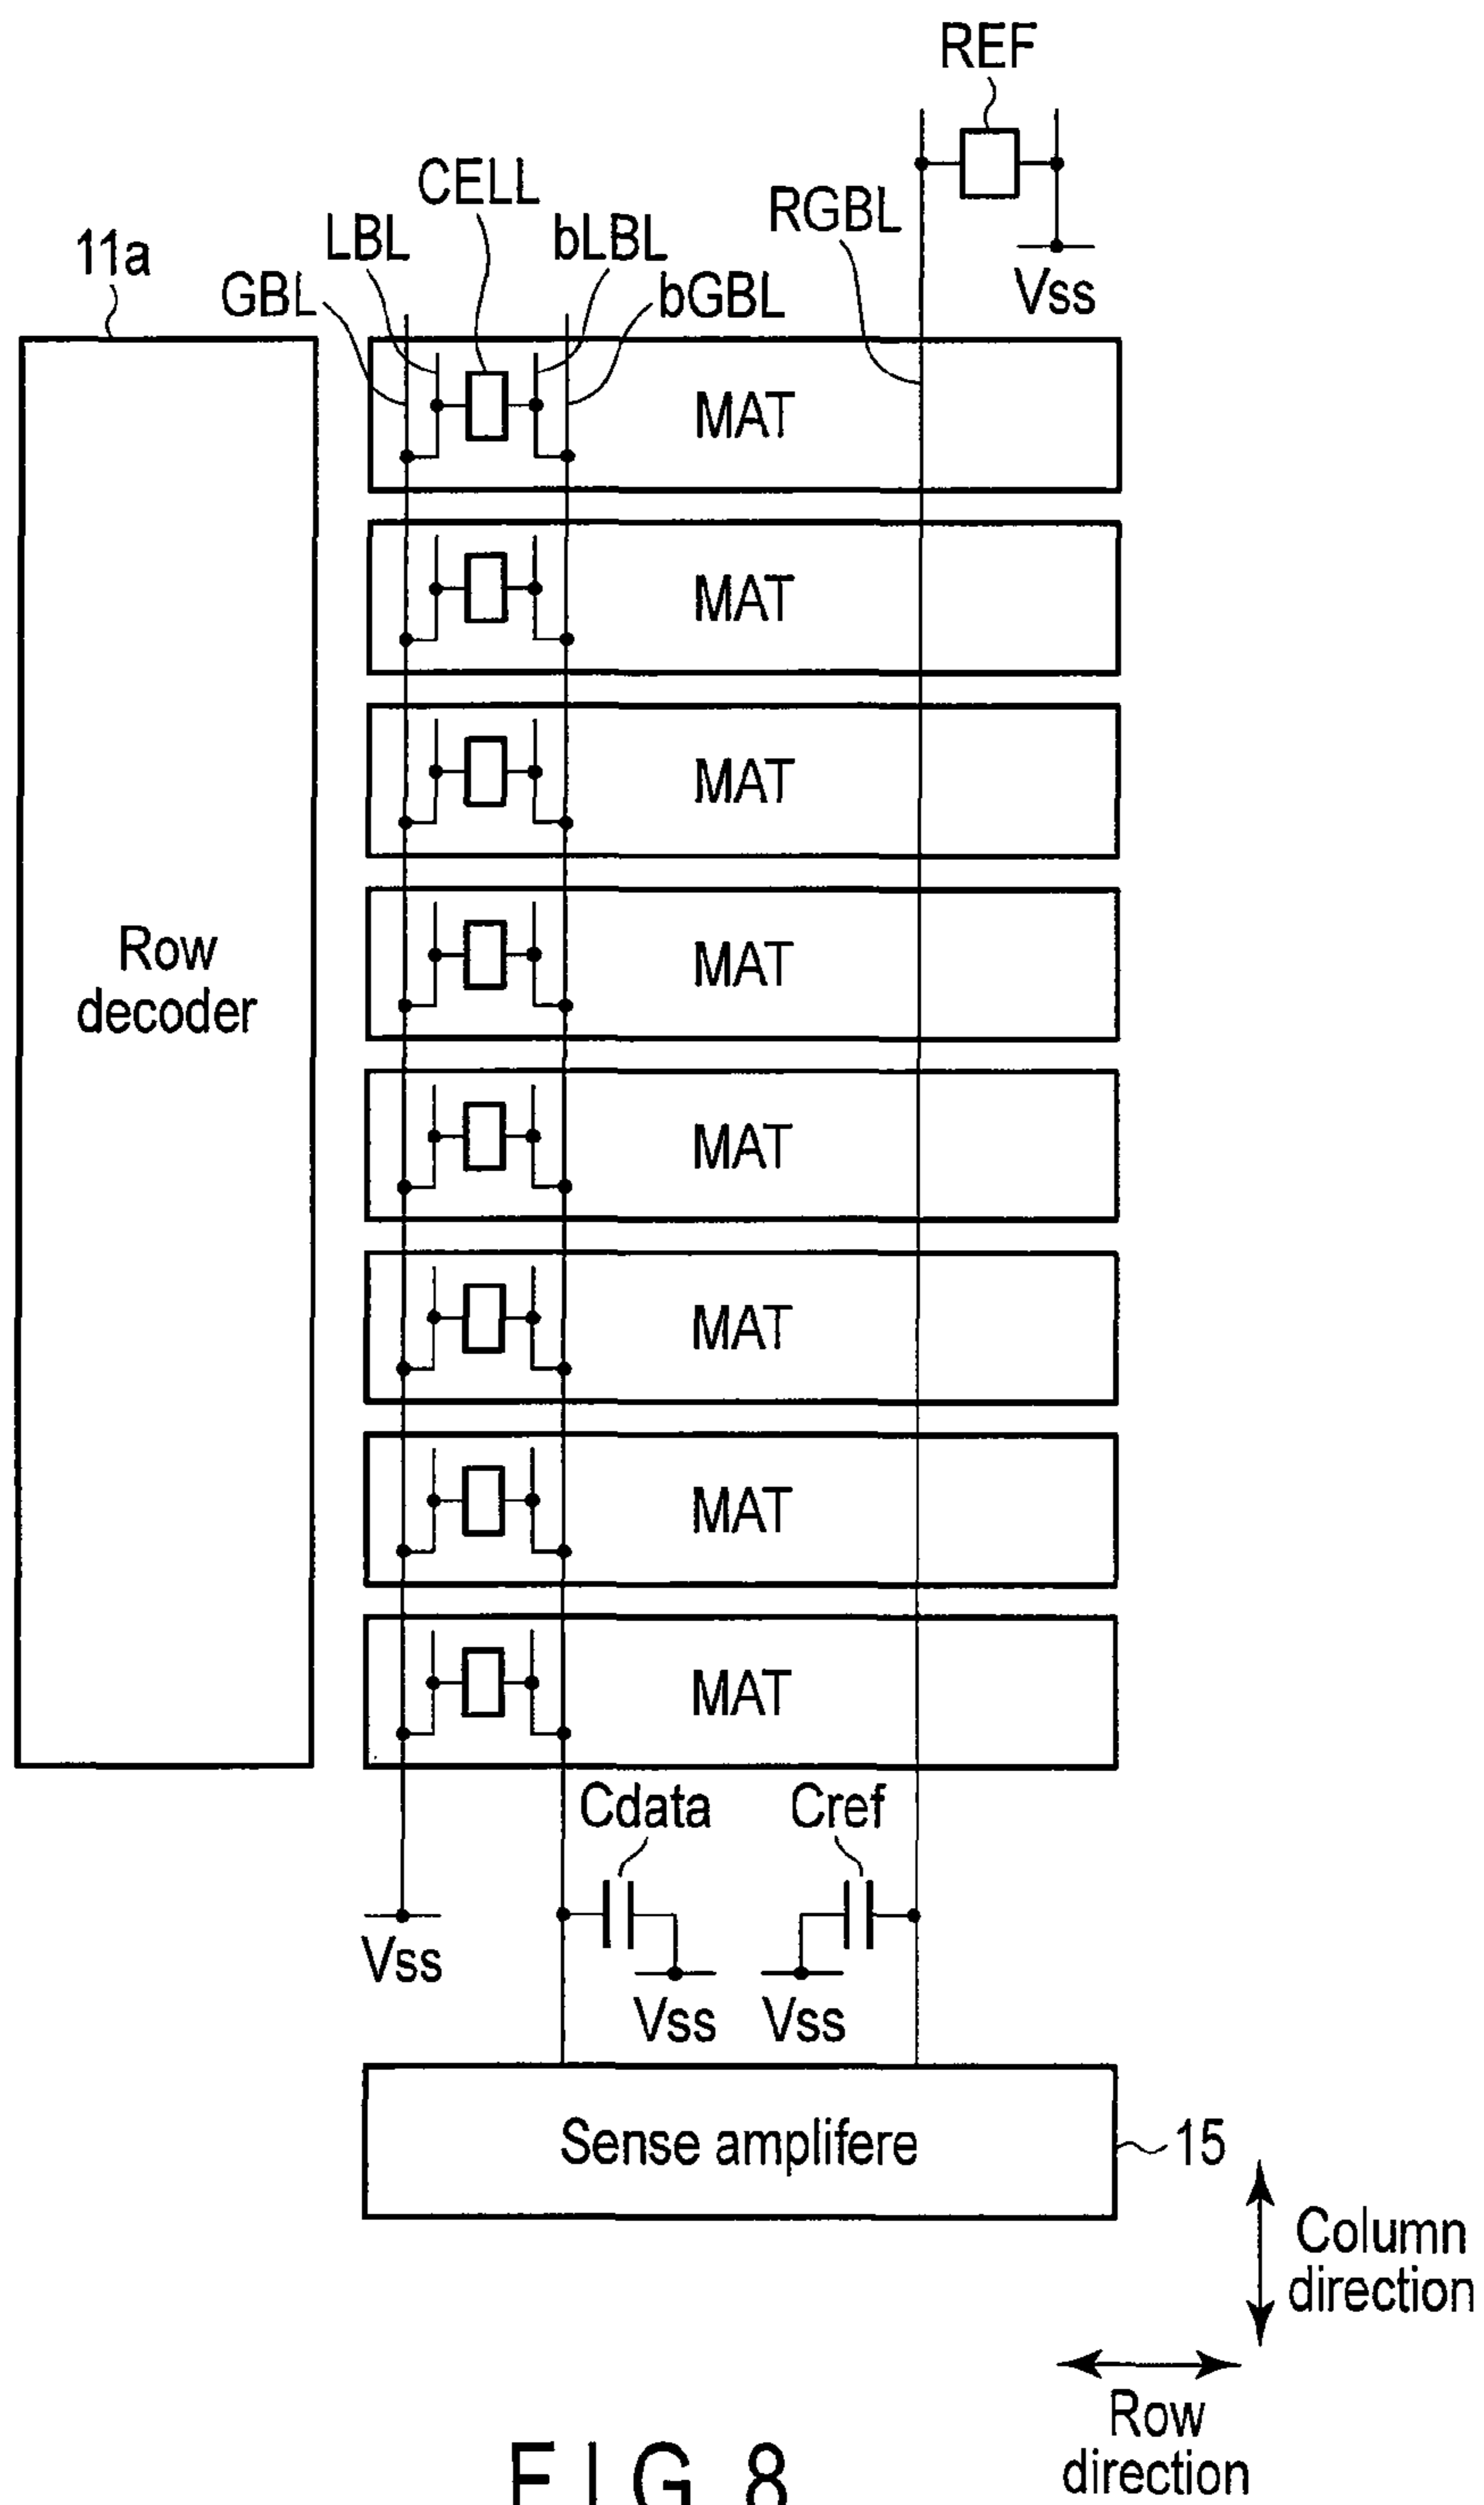 REF
CELL
LBL
bLBL
RGBL
11a
GBL
bGBL
Vss
MAT
MAT
MAT
Row
decoder
MAT
MAT
MAT
MAT
MAT
Cdata
Cref
Vss
Vss
Vss
Sense amplifere
15
Column
direction
Row
direction
FIG. 8